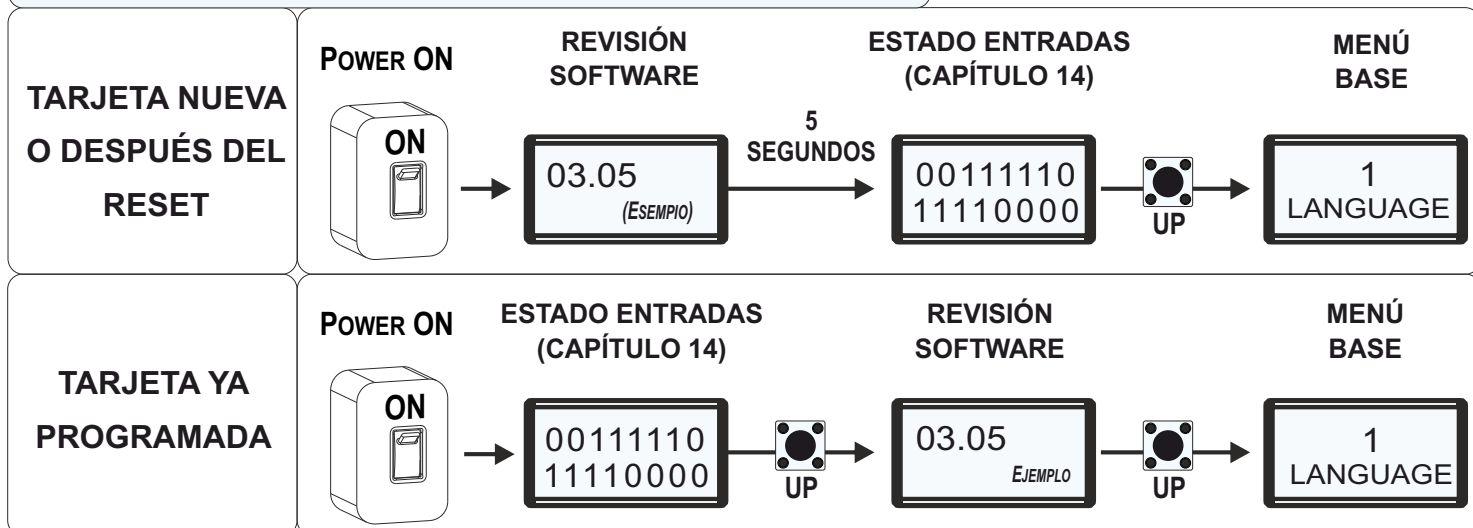 TARJETA NUEVA
O DESPUÉS DEL
RESET
POWER ON
ON
REVISIÓN
SOFTWARE
03.05
(ESEMPIO)
5
SEGUNDOS
ESTADO ENTRADAS
(CAPÍTULO 14)
00111110
11110000
UP
MENÚ
BASE
1
LANGUAGE
TARJETA YA
PROGRAMADA
POWER ON
ON
ESTADO ENTRADAS
(CAPÍTULO 14)
00111110
11110000
UP
REVISIÓN
SOFTWARE
03.05
EJEMPLO
UP
MENÚ
BASE
1
LANGUAGE